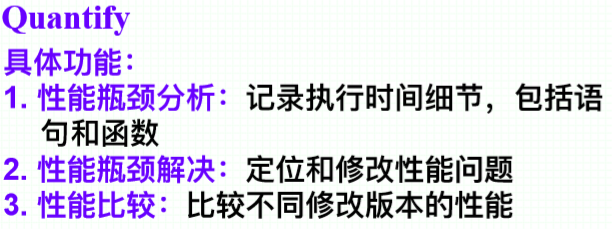 Quantify
具体功能：
1. 性能瓶颈分析：记录执行时间细节，包括语
句和函数
2. 性能瓶颈解决：定位和修改性能问题
3. 性能比较：比较不同修改版本的性能